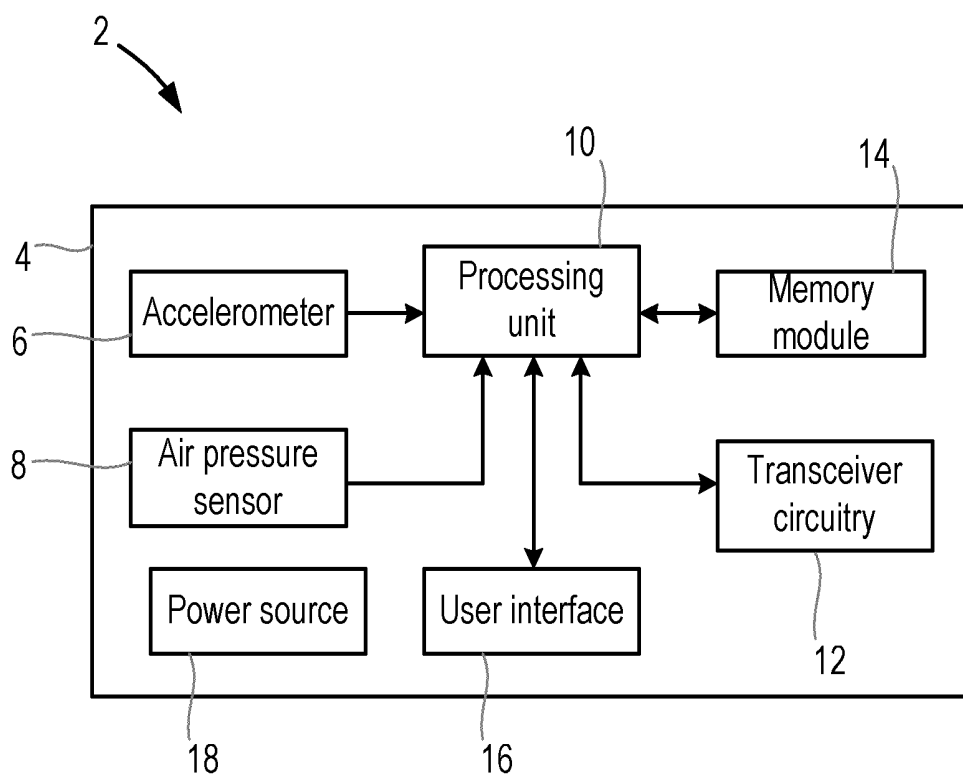 2
10
14
4
Processing
unit
Memory
module
Accelerometer
6
8
Air pressure
sensor
Transceiver
circuitry
Power source
User interface
12
18
16